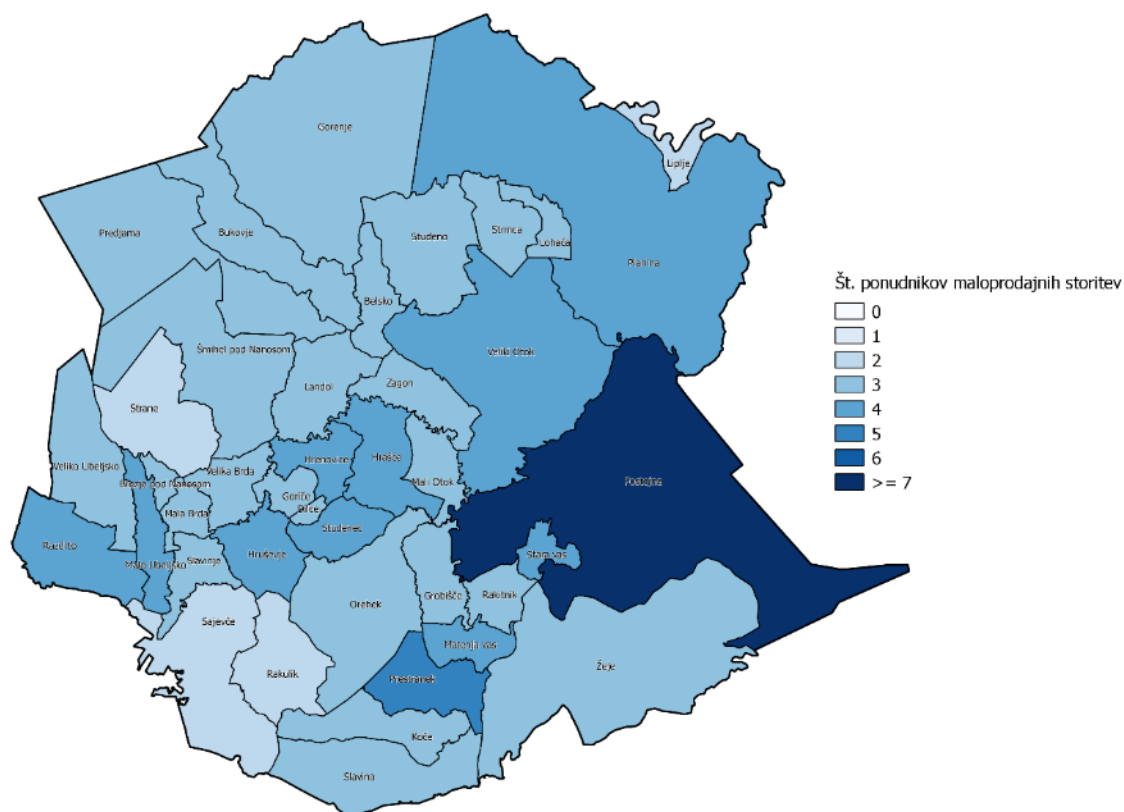 Gorenje
Liplje
Predjama
Bukovje
Studeno
Strmca
Lohača
Planina
Belsko
Šmihel pod Nanosom
Veliki Otok
Landol
Zagon
Strane
Veliko Ubeljsko
Brezje pod Nanosom
Velika Brda
Hrenovice
Hrašče
Mali Otok
Goriče
Dilce
Mala Brda
Postojna
Studenec
Razdrto
Malo Ubeljsko
Slavinje
Hruševje
Stara vas
Orehek
Grobišče
Rakitnik
Sajevče
Matenja vas
Rakulik
Prestranek
Žeje
Koče
Slavina
Št. ponudnikov maloprodajnih storitev
0
1
2
3
4
5
6
>= 7